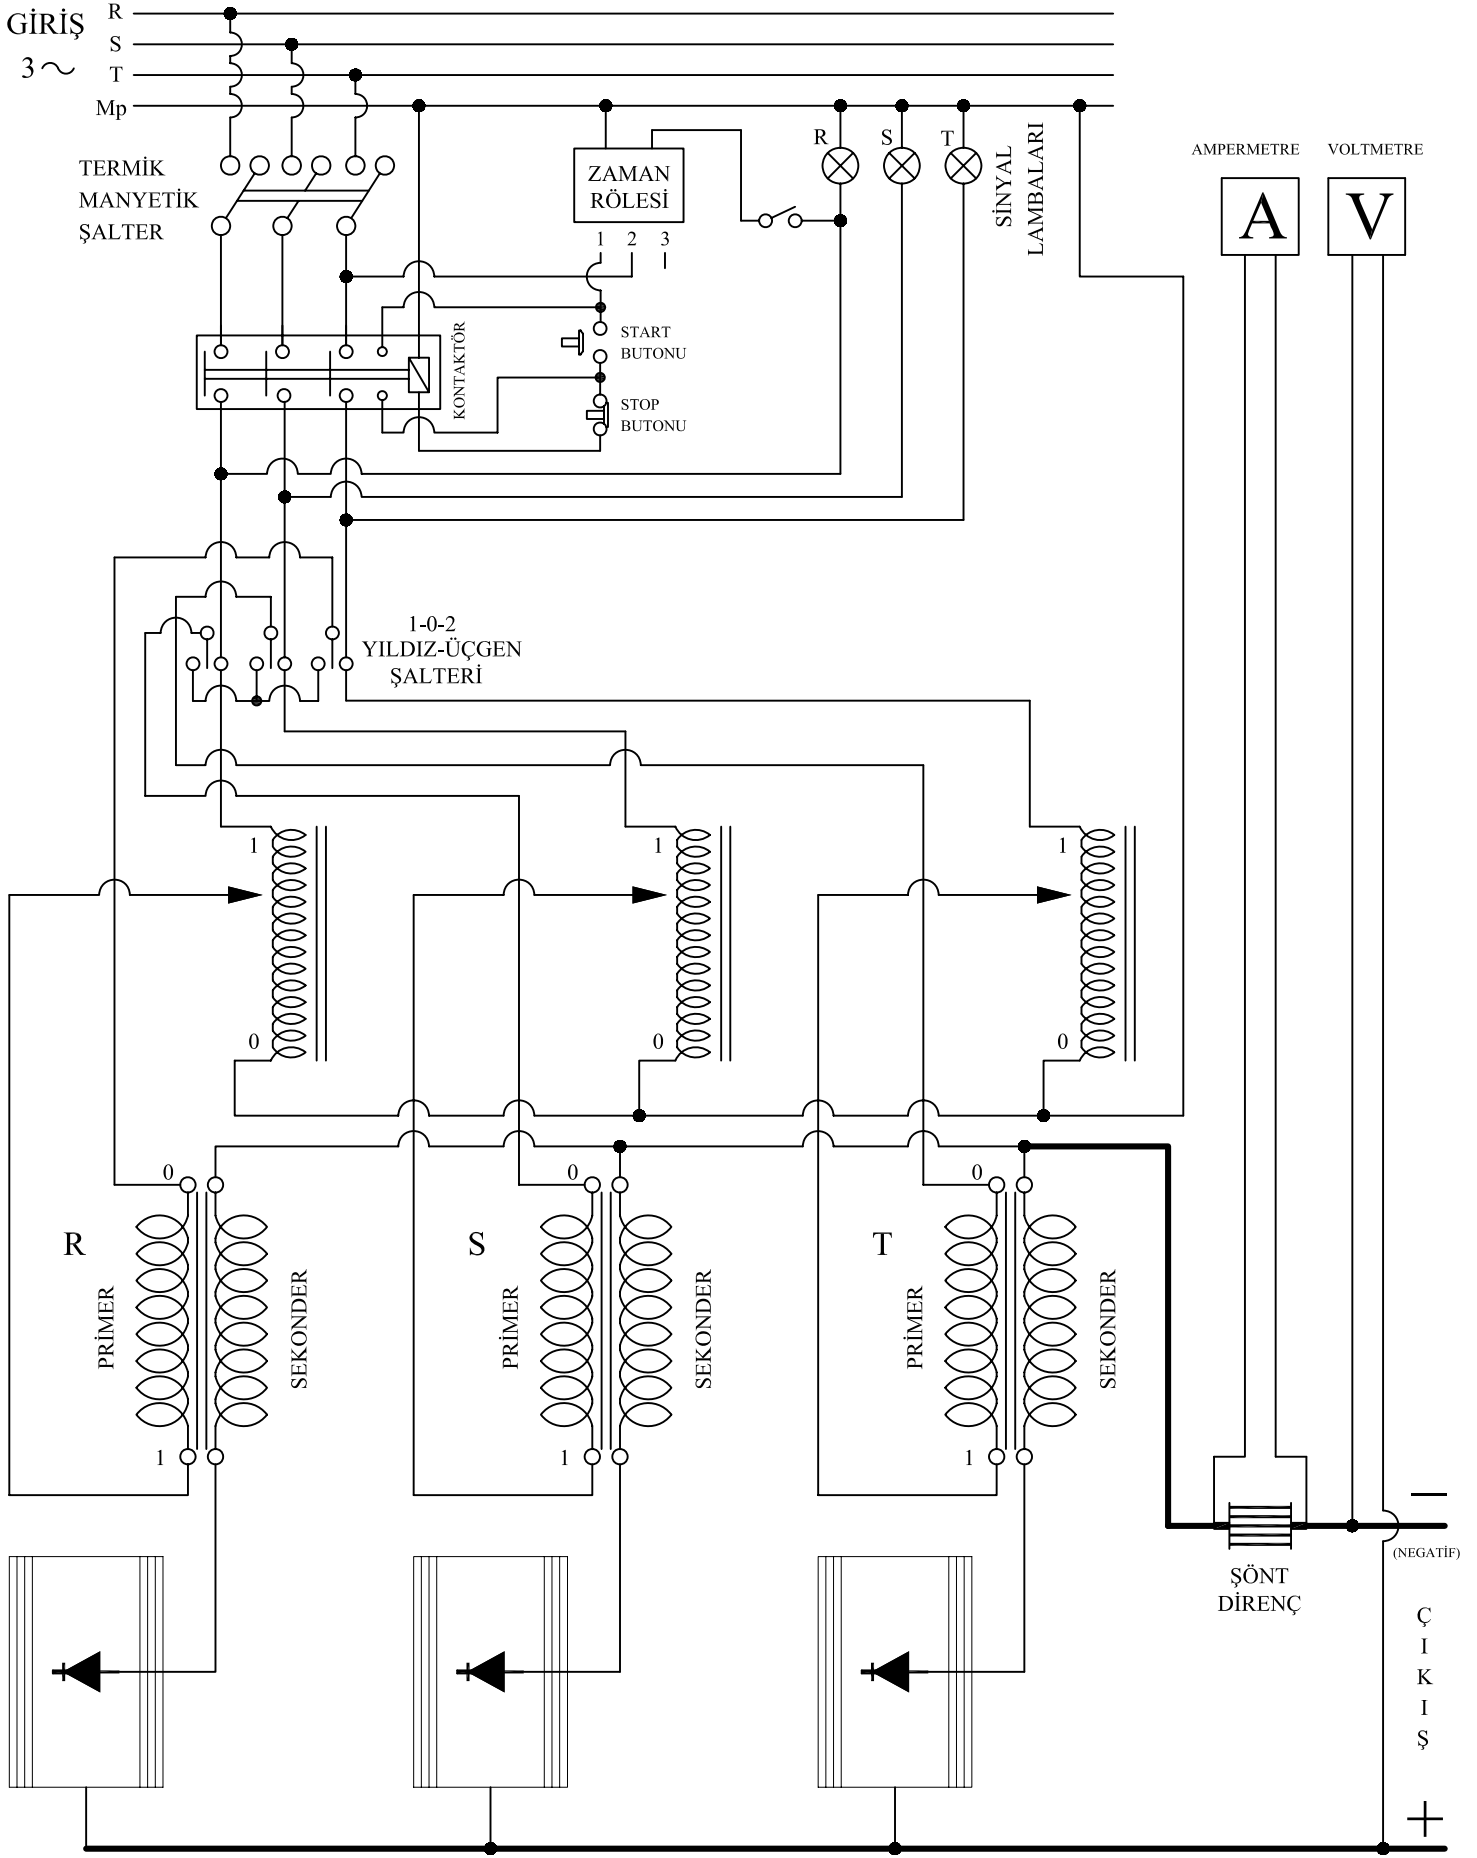 GİRİŞ
3
R
S
T
Mp
TERMİK
MANYETİK
ŞALTER
ZAMAN
RÖLESİ
1 2 3
R S T
SİNYAL
LAMBALARI
AMPERMETRE VOLTMETRE
A V
KONTAKTÖR
START
BUTONU
STOP
BUTONU
1-0-2
YILDIZ-ÜÇGEN
ŞALTERİ
1 1 1
0 0 0
0 0 0
R S T
PRİMER
SEKONDER
PRİMER
SEKONDER
PRİMER
SEKONDER
1 1 1
(NEGATİF)
ŞÖNT
DİRENÇ
Ç
I
K
I
Ş
+